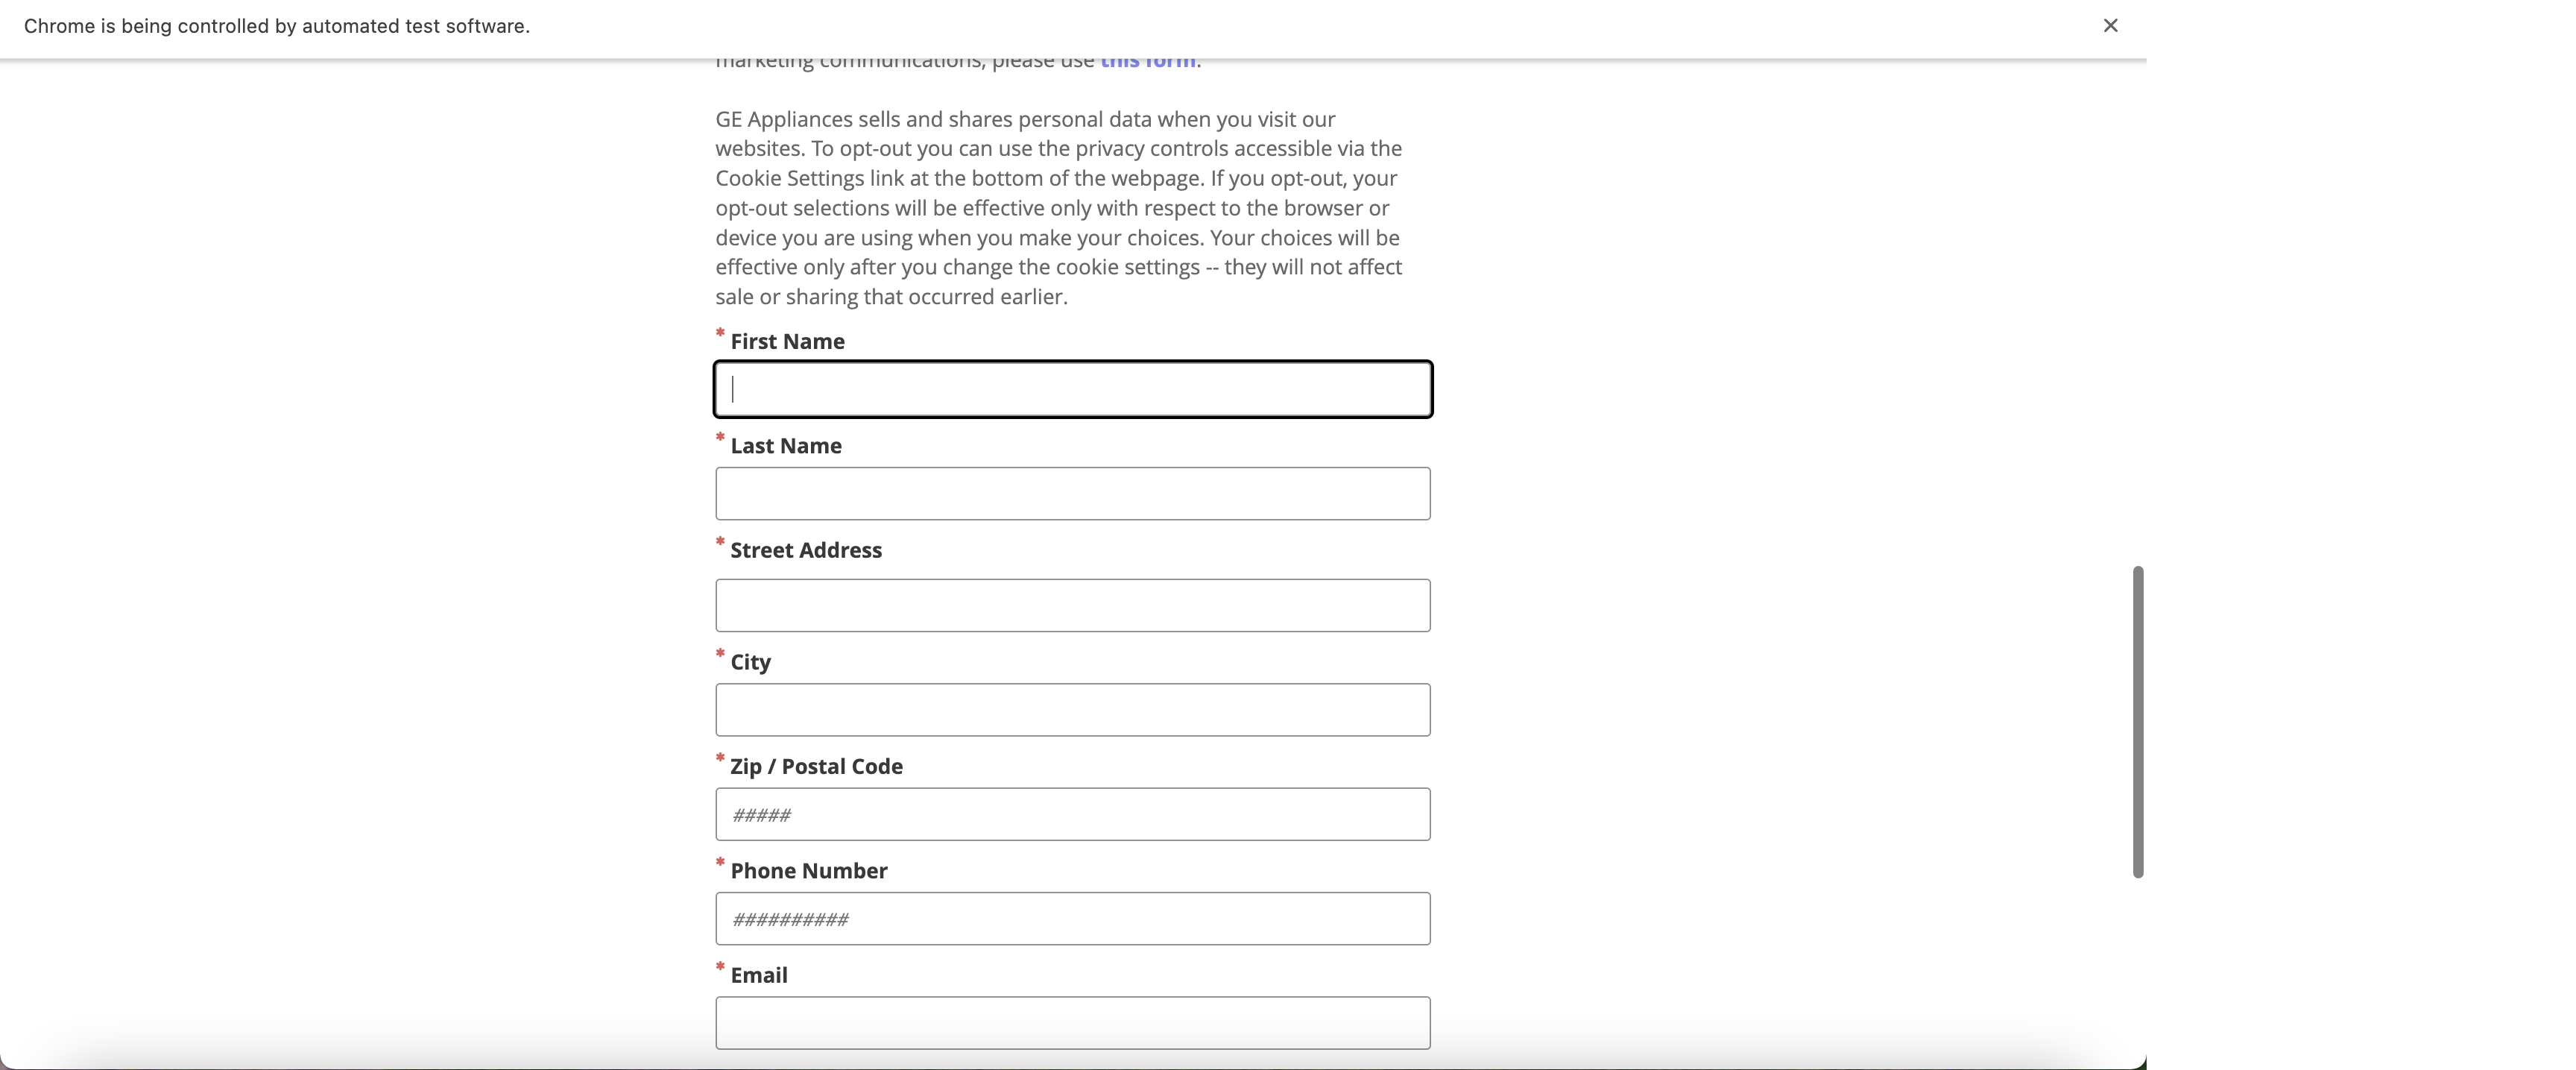 Chrome is being controlled by automated test software.
marketing communications, please use this form.
GE Appliances sells and shares personal data when you visit our
websites. To opt-out you can use the privacy controls accessible via the
Cookie Settings link at the bottom of the webpage. If you opt-out, your
opt-out selections will be effective only with respect to the browser or
device you are using when you make your choices. Your choices will be
effective only after you change the cookie settings -- they will not affect
sale or sharing that occurred earlier.
* First Name
* Last Name
* Street Address
* City
* Zip / Postal Code
#####
* Phone Number
##########
* Email